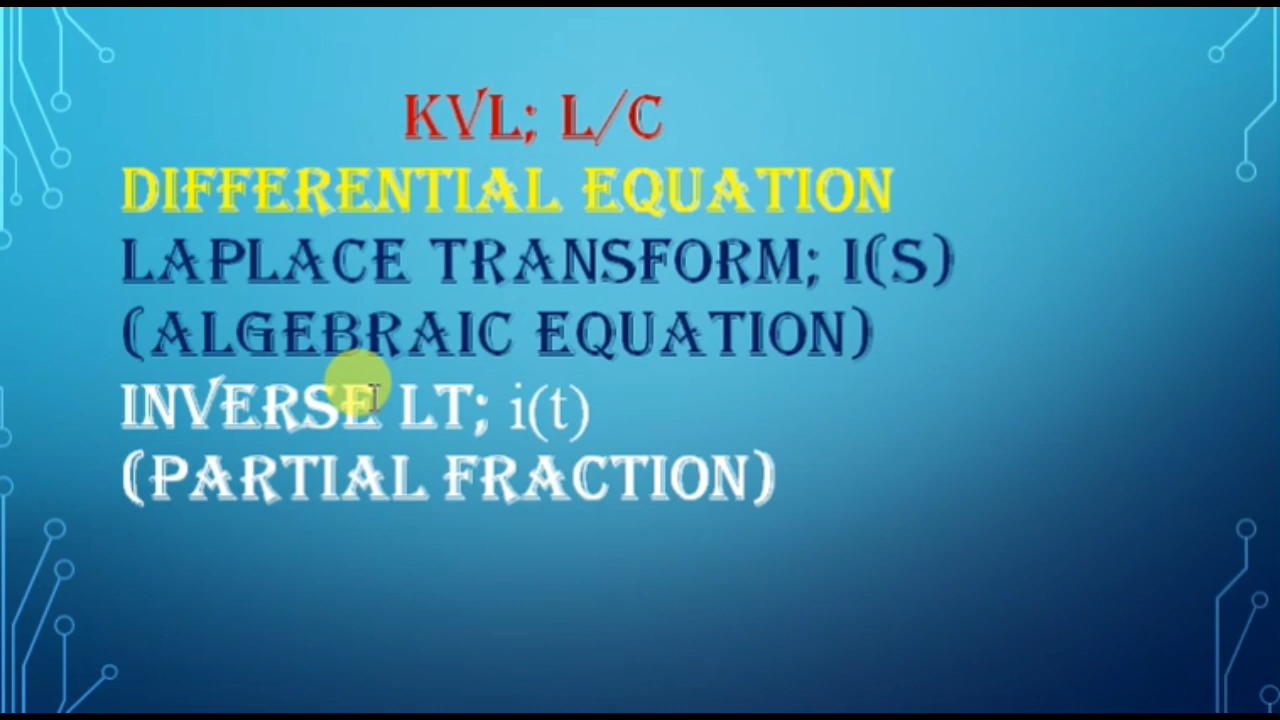 KVL; L/C
DIFFERENTIAL EQUATION
LAPLACE TRANSFORM; I(S)
(ALGEBRAIC EQUATION)
INVERSE LT; i(t)
(PARTIAL FRACTION)